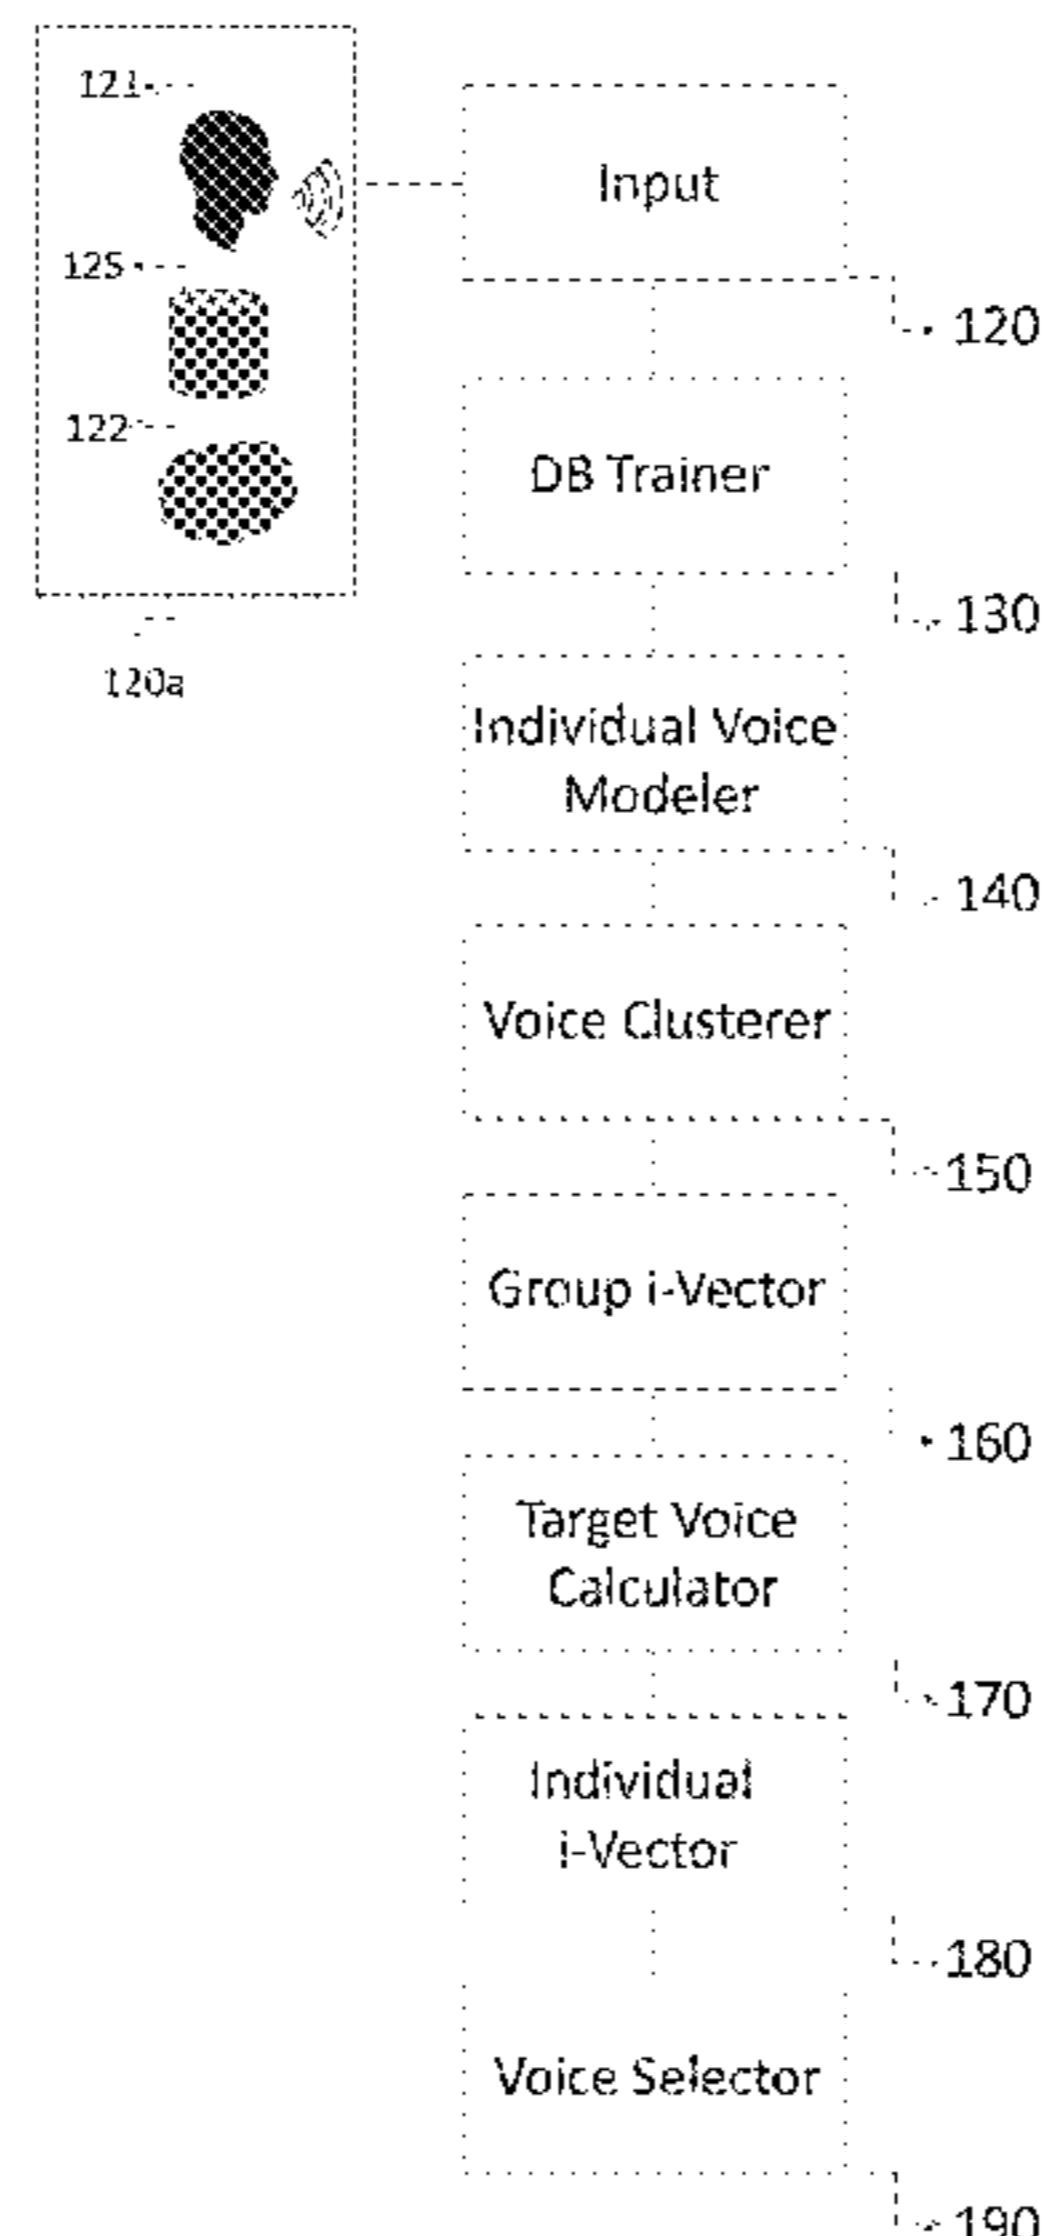 121
125
122
120a
Input
120
DB Trainer
130
Individual Voice
Modeler
140
Voice Clusterer
150
Group i-Vector
160
Target Voice
Calculator
170
Individual
i-Vector
180
Voice Selector
190